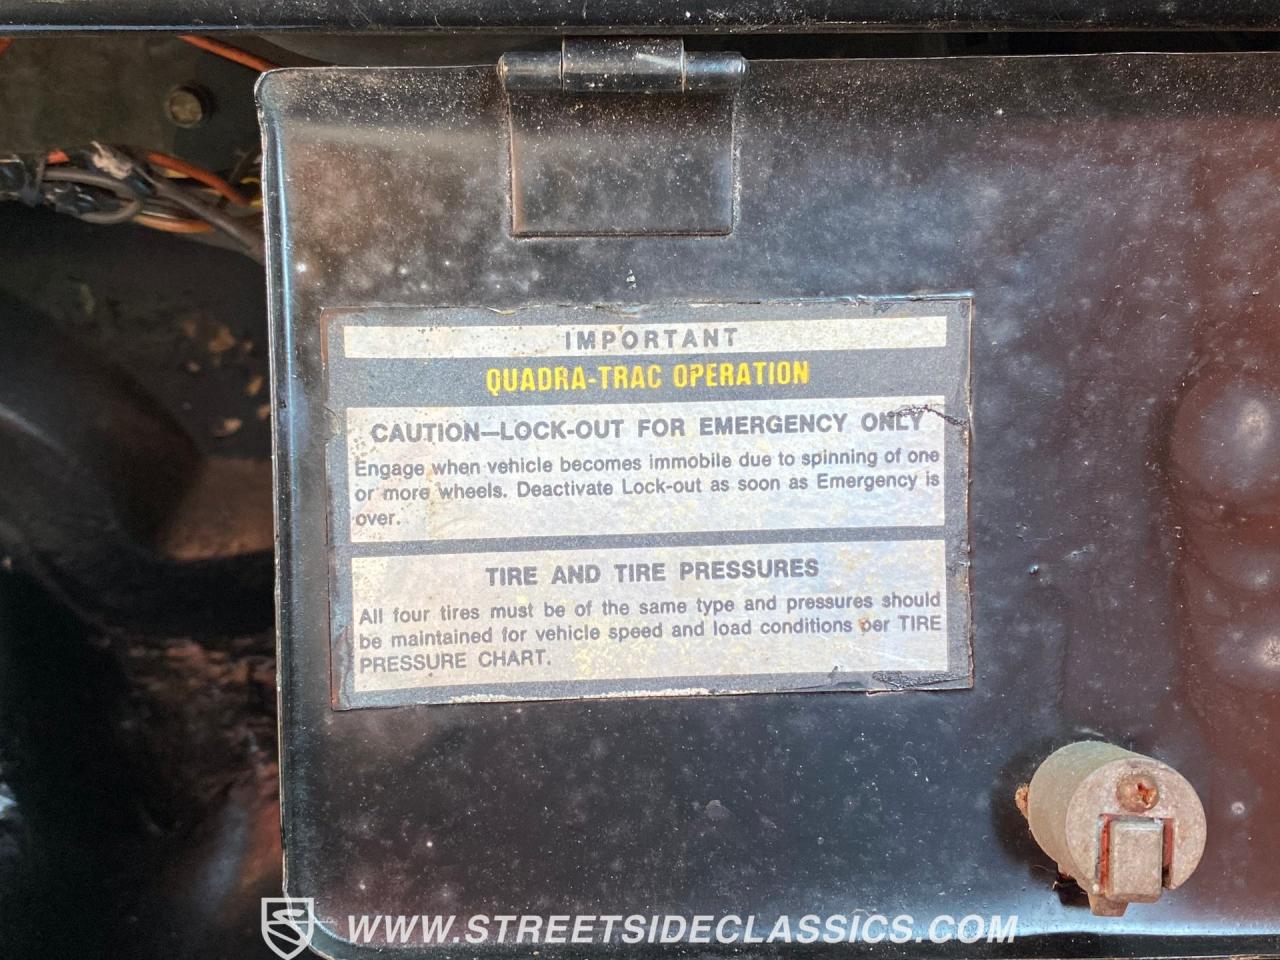 IMPORTANT
QUADRA-TRAC OPERATION
CAUTION—LOCK-OUT FOR EMERGENCY ONLY
Engage when vehicle becomes immobile due to spinning of one
or more wheels. Deactivate Lock-out as soon as Emergency is
over.
TIRE AND TIRE PRESSURES
All four tires must be of the same type and pressures should
be maintained for vehicle speed and load conditions per TIRE
PRESSURE CHART.
WWW.STREETSIDECLASSICS.COM